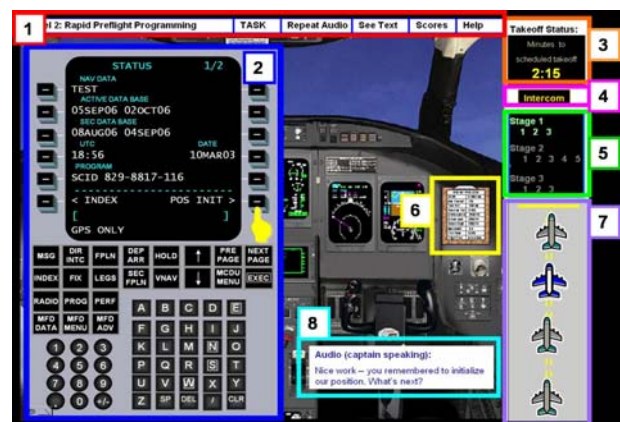 1
el 2: Rapid Preflight Programming
TASK
Repeat Audio
See Text
Scores
Help
2
STATUS 1/2
NAV DATA
TEST
ACTIVE DATA BASE
05SEP06 02OCT06
SEC DATA BASE
08AUG06 04SEP06
UTC DATE
18:56 10MAR03
PROGRAM
SCID 829-8817-116
< INDEX POS INIT >
[ ]
GPS ONLY
MSG DIR INTC FPLN DEP ARR HOLD ↑ PRE PAGE NEXT PAGE
INDEX FIX LEGS SEC FPLN VNAV ↓ MCDU MENU EXEC
RADIO PROG PERF
MFD DATA MFD MENU MFD ADV
A B C D E
F G H I J
K L M N O
P Q R S T
U V W X Y
Z SP DEL / CLR
1 2 3
4 5 6
7 8 9
. 0 +/-
Takeoff Status:
Minutes to
scheduled takeoff
2:15
3
Intercom
4
Stage 1
1 2 3
Stage 2
1 2 3 4 5
Stage 3
1 2 3
5
6
7
8
Audio (captain speaking):
Nice work – you remembered to initialize
our position. What's next?